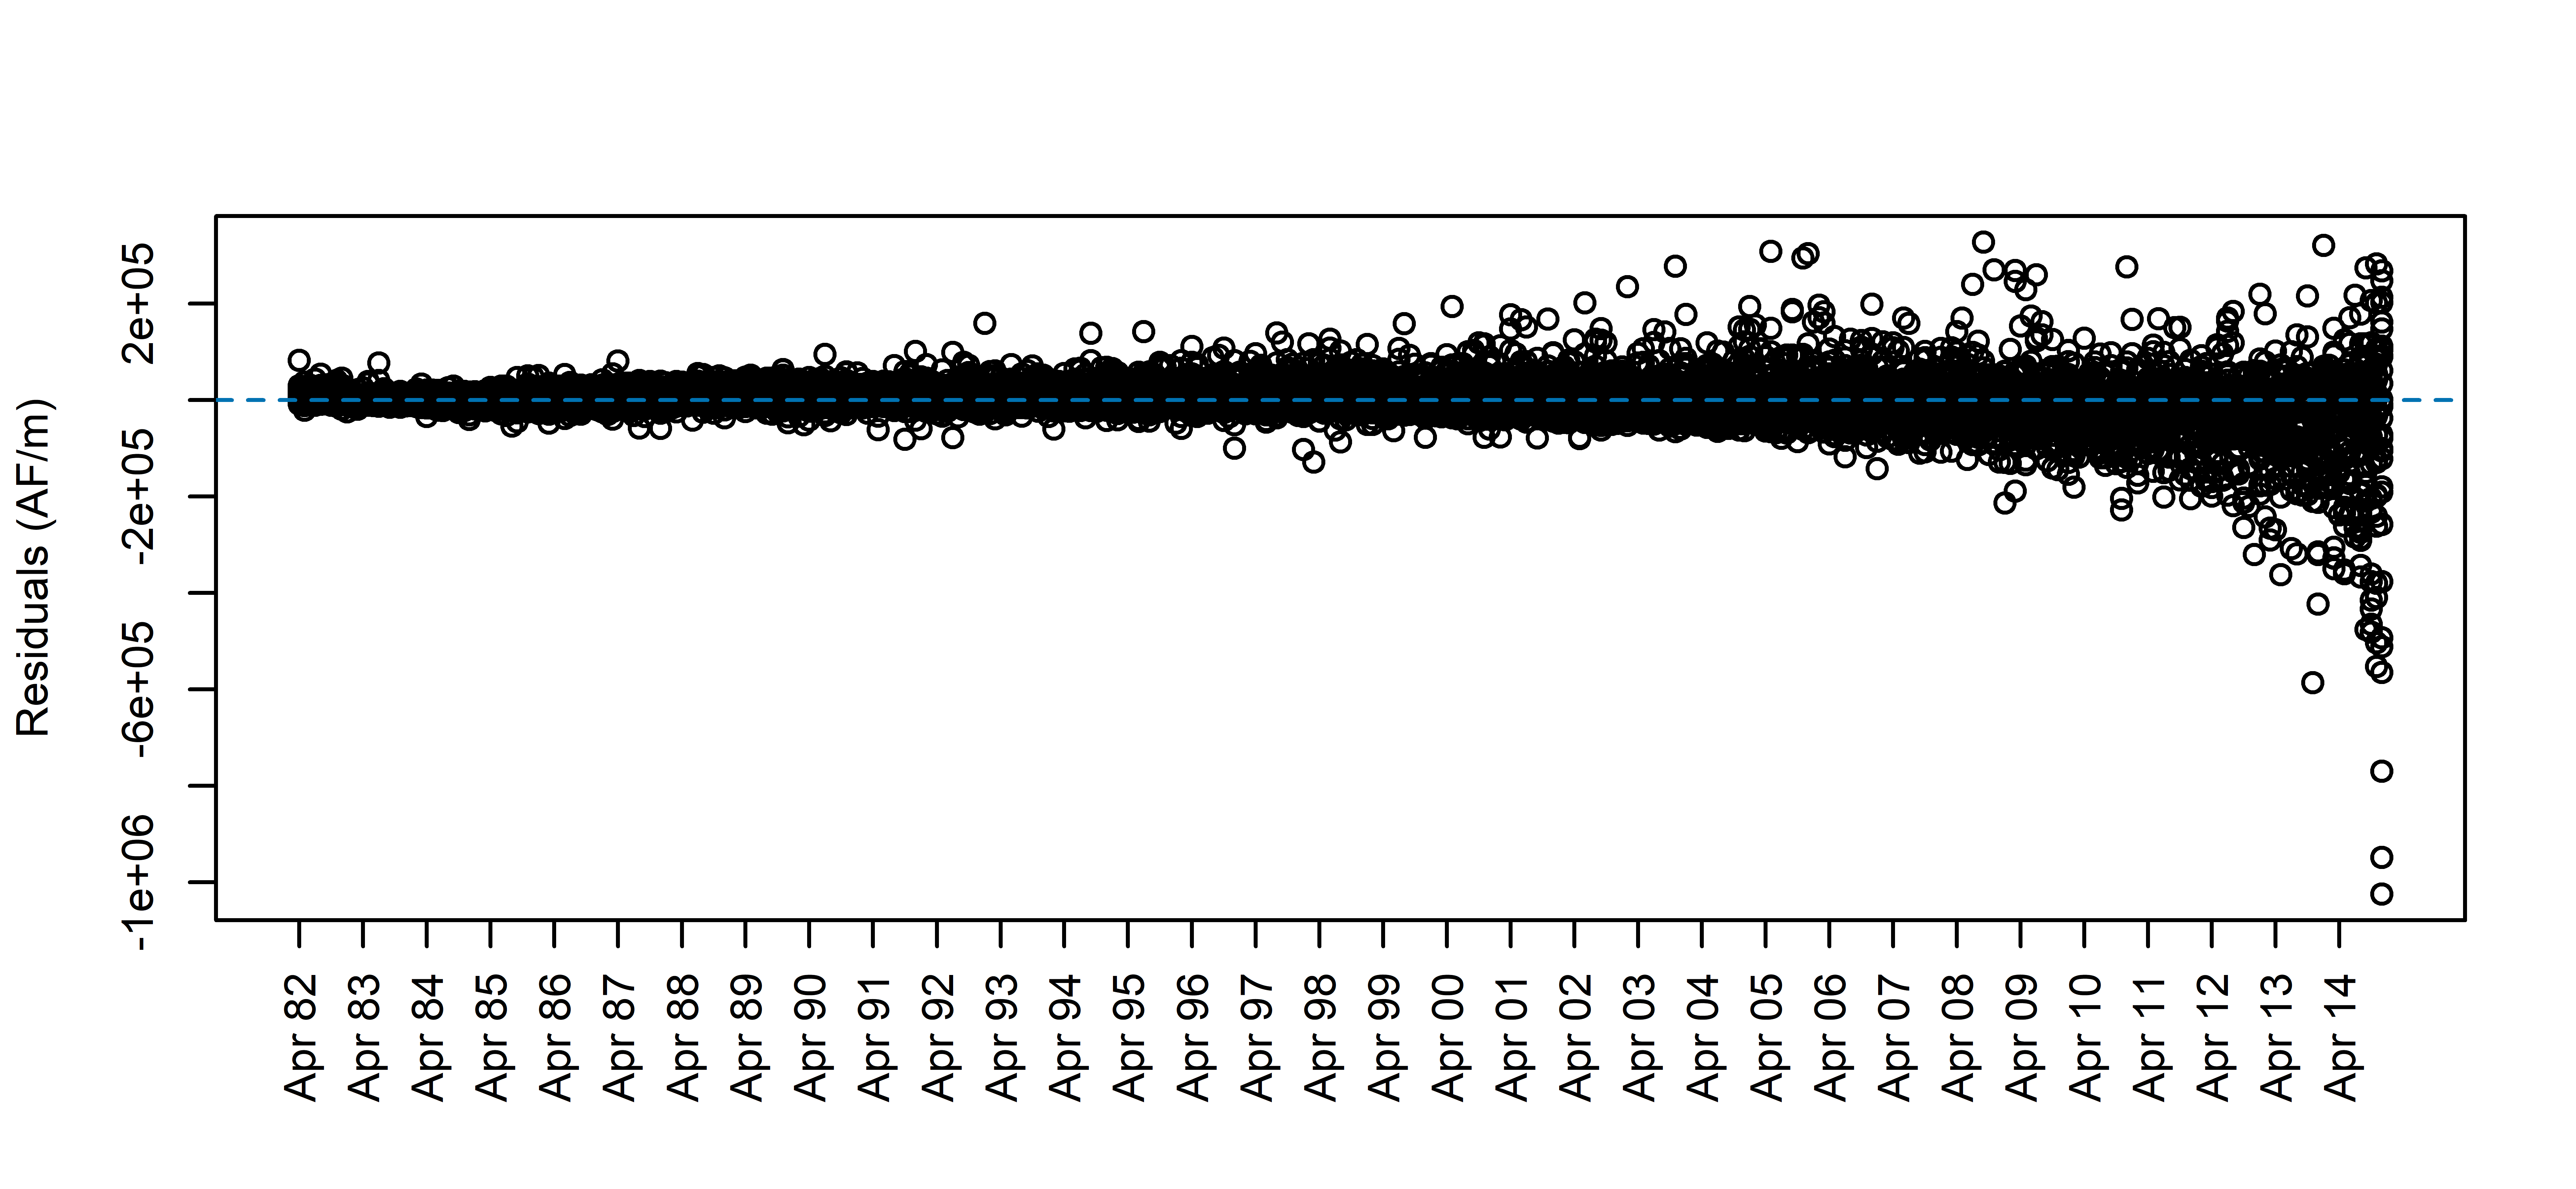 Residuals (AF/m)
2e+05
-2e+05
-6e+05
-1e+06
Apr 82
Apr 83
Apr 84
Apr 85
Apr 86
Apr 87
Apr 88
Apr 89
Apr 90
Apr 91
Apr 92
Apr 93
Apr 94
Apr 95
Apr 96
Apr 97
Apr 98
Apr 99
Apr 00
Apr 01
Apr 02
Apr 03
Apr 04
Apr 05
Apr 06
Apr 07
Apr 08
Apr 09
Apr 10
Apr 11
Apr 12
Apr 13
Apr 14